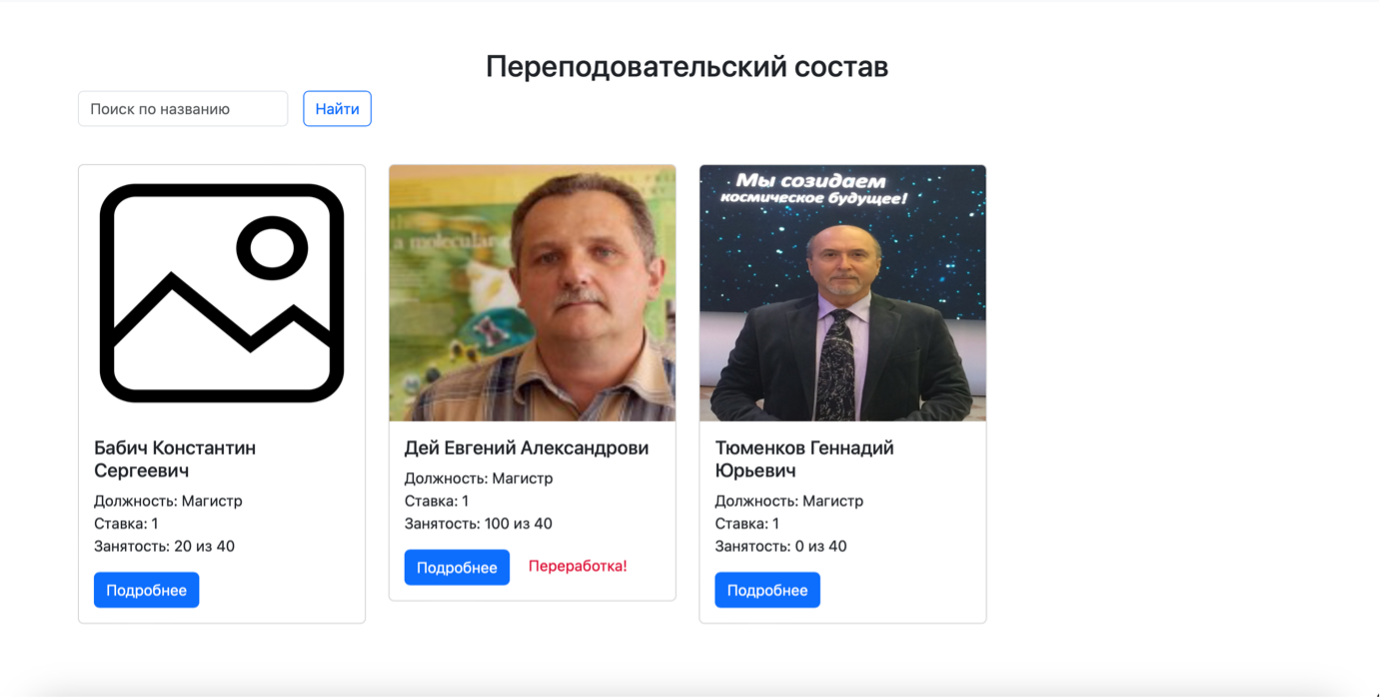 Переподовательский состав
Поиск по названию
Найти
Мы созидаем
космическое будущее!
a molecular
Бабич Константин
Сергеевич
Должность: Магистр
Ставка: 1
Занятость: 20 из 40
Подробнее
Дей Евгений Александрови
Должность: Магистр
Ставка: 1
Занятость: 100 из 40
Подробнее
Переработка!
Тюменков Геннадий
Юрьевич
Должность: Магистр
Ставка: 1
Занятость: 0 из 40
Подробнее